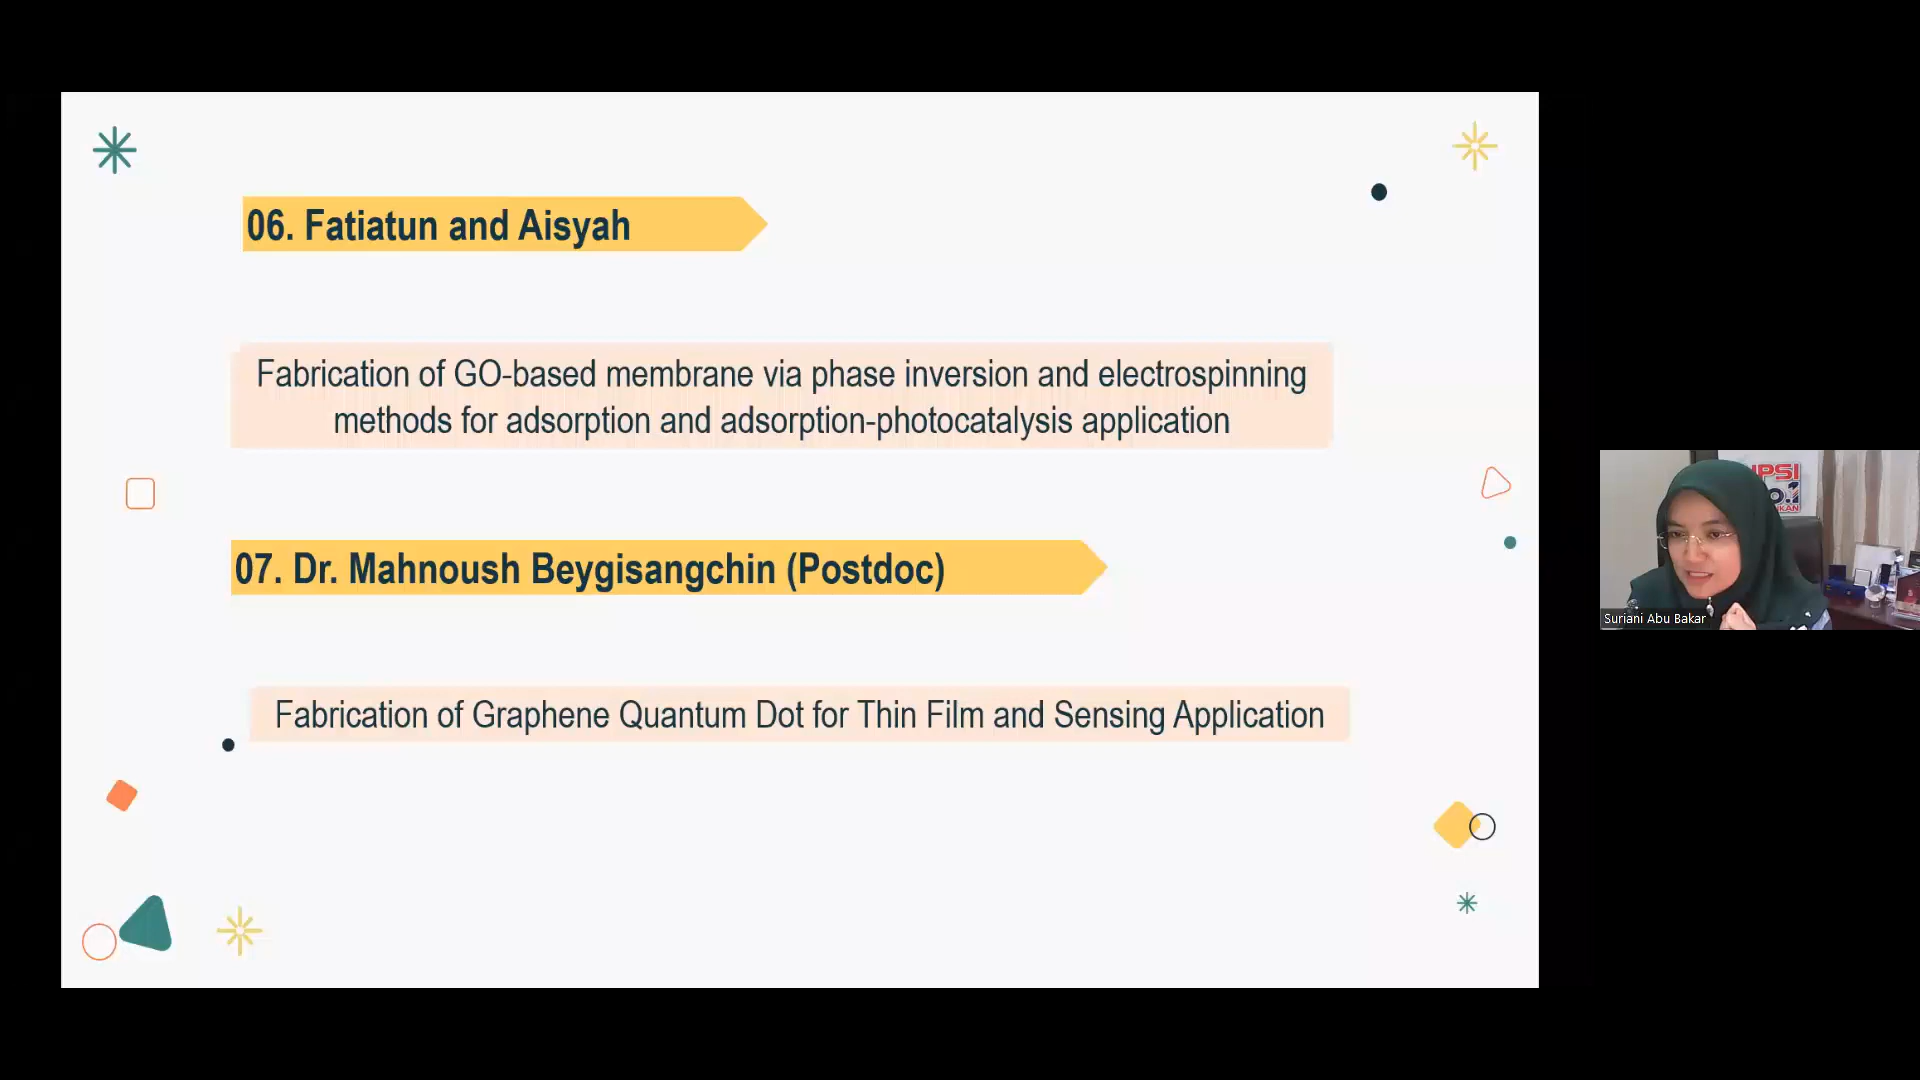 06. Fatiatun and Aisyah
Fabrication of GO-based membrane via phase inversion and electrospinning
methods for adsorption and adsorption-photocatalysis application
07. Dr. Mahnoush Beygisangchin (Postdoc)
Fabrication of Graphene Quantum Dot for Thin Film and Sensing Application
Suriani Abu Bakar